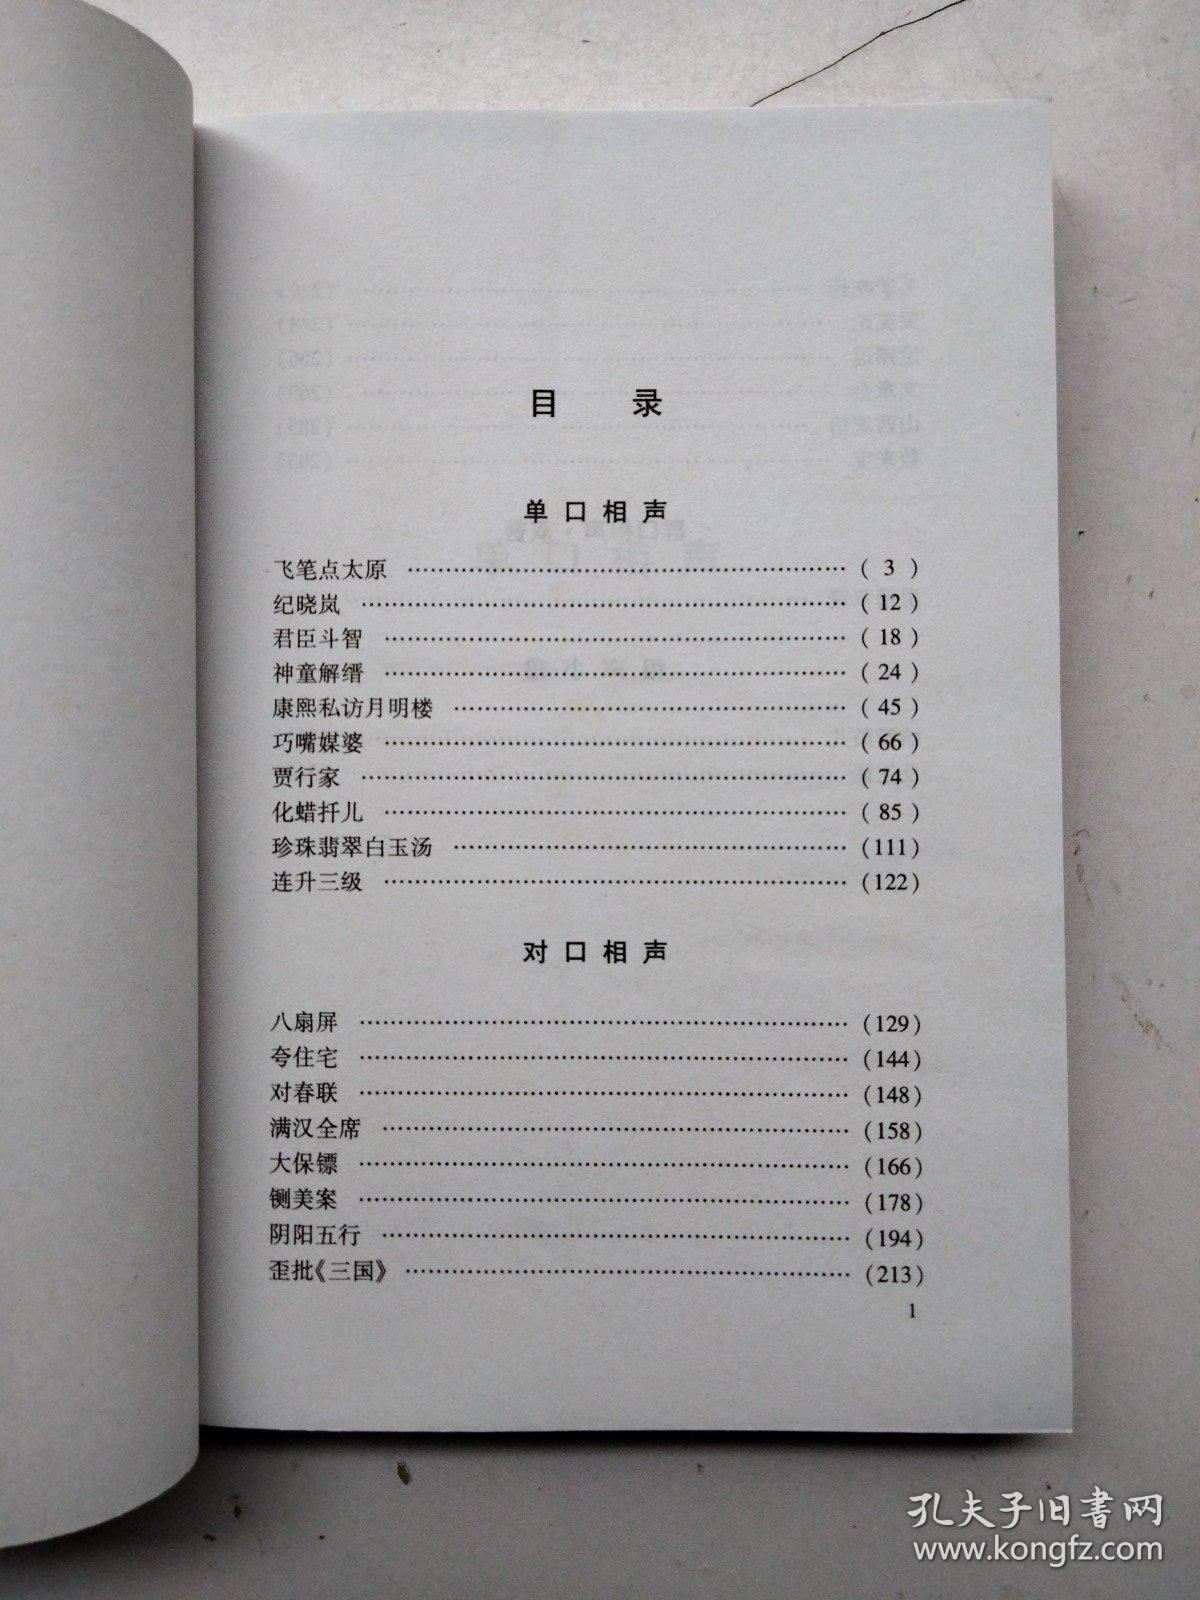 目 录
单口相声
飞笔点太原 …………………………………………… ( 3 )
纪晓岚 …………………………………………… ( 12 )
君臣斗智 …………………………………………… ( 18 )
神童解缙 …………………………………………… ( 24 )
康熙私访月明楼 …………………………………………… ( 45 )
巧嘴媒婆 …………………………………………… ( 66 )
贾行家 …………………………………………… ( 74 )
化蜡扦儿 …………………………………………… ( 85 )
珍珠翡翠白玉汤 …………………………………………… (111)
连升三级 …………………………………………… (122)
对口相声
八扇屏 …………………………………………… (129)
夸住宅 …………………………………………… (144)
对春联 …………………………………………… (148)
满汉全席 …………………………………………… (158)
大保镖 …………………………………………… (166)
铡美案 …………………………………………… (178)
阴阳五行 …………………………………………… (194)
歪批《三国》 …………………………………………… (213)
1
孔夫子旧书网
www.kongfz.com